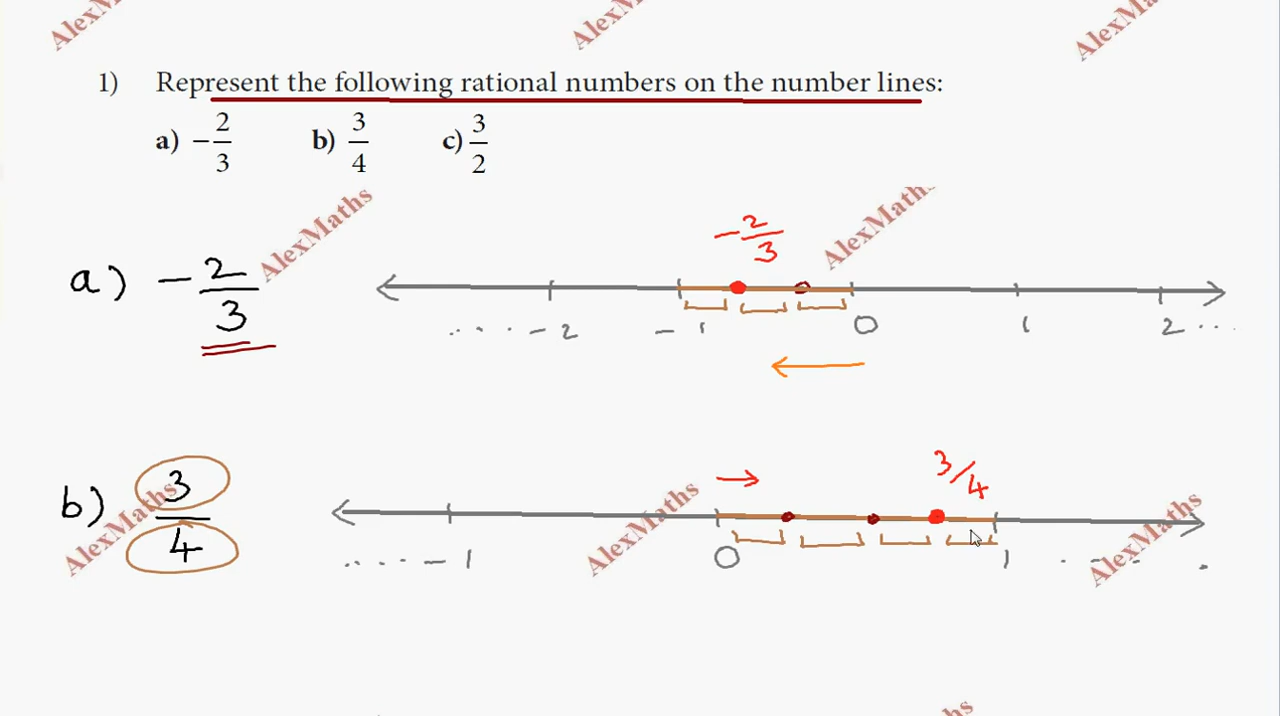 AlexMaths AlexMaths AlexMa
1) Represent the following rational numbers on the number lines:
a) -2/3 b) 3/4 c) 3/2
AlexMaths AlexMaths
a) -2/3
-2/3
.... -2 -1 0 1 2...
b) 3/4
3/4
AlexMaths AlexMaths AlexMaths
.... -1 0 1